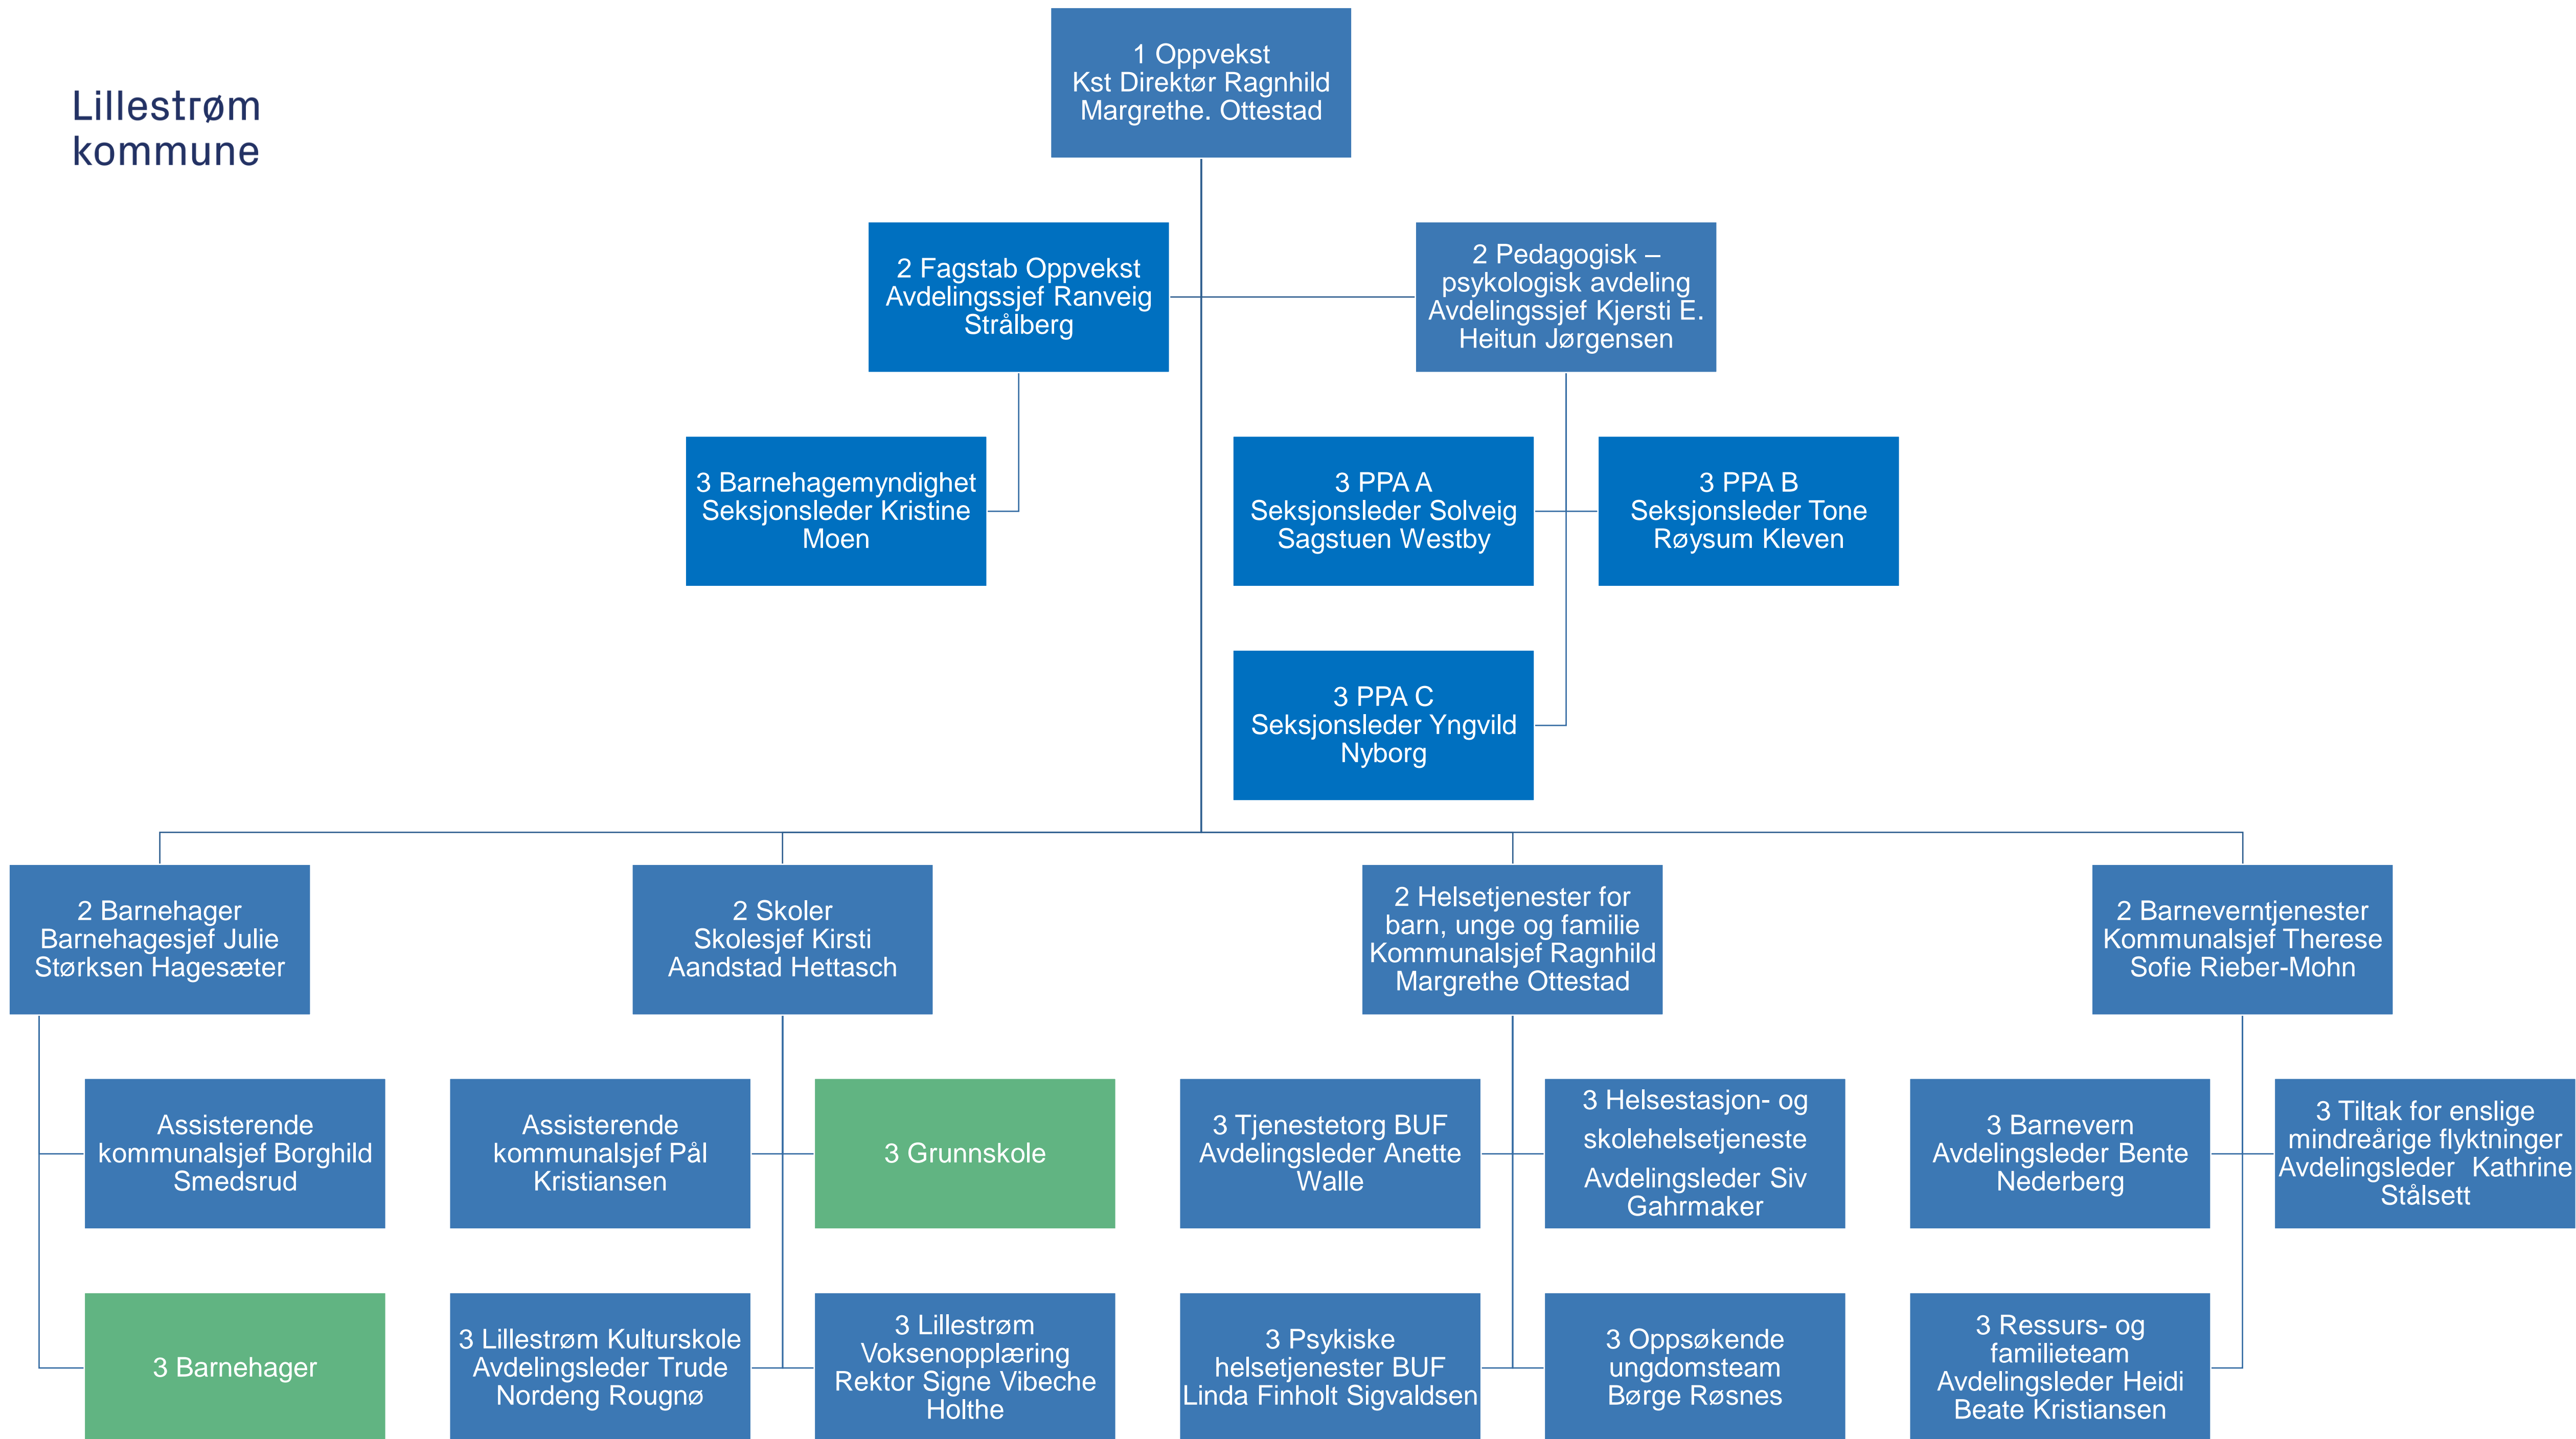 Lillestrøm
kommune
1 Oppvekst
Kst Direktør Ragnhild
Margrethe. Ottestad
2 Fagstab Oppvekst
Avdelingssjef Ranveig
Strålberg
2 Pedagogisk –
psykologisk avdeling
Avdelingssjef Kjersti E.
Heitun Jørgensen
3 Barnehagemyndighet
Seksjonsleder Kristine
Moen
3 PPA A
Seksjonsleder Solveig
Sagstuen Westby
3 PPA B
Seksjonsleder Tone
Røysum Kleven
3 PPA C
Seksjonsleder Yngvild
Nyborg
2 Barnehager
Barnehagesjef Julie
Størksen Hagesæter
2 Skoler
Skolesjef Kirsti
Aandstad Hettasch
2 Helsetjenester for
barn, unge og familie
Kommunalsjef Ragnhild
Margrethe Ottestad
2 Barneverntjenester
Kommunalsjef Therese
Sofie Rieber-Mohn
Assisterende
kommunalsjef Borghild
Smedsrud
Assisterende
kommunalsjef Pål
Kristiansen
3 Grunnskole
3 Tjenestetorg BUF
Avdelingsleder Anette
Walle
3 Helsestasjon- og
skolehelsetjeneste
Avdelingsleder Siv
Gahrmaker
3 Barnevern
Avdelingsleder Bente
Nederberg
3 Tiltak for enslige
mindreårige flyktninger
Avdelingsleder  Kathrine
Stålsett
3 Barnehager
3 Lillestrøm Kulturskole
Avdelingsleder Trude
Nordeng Rougnø
3 Lillestrøm
Voksenopplæring
Rektor Signe Vibeche
Holthe
3 Psykiske
helsetjenester BUF
Linda Finholt Sigvaldsen
3 Oppsøkende
ungdomsteam
Børge Røsnes
3 Ressurs- og
familieteam
Avdelingsleder Heidi
Beate Kristiansen